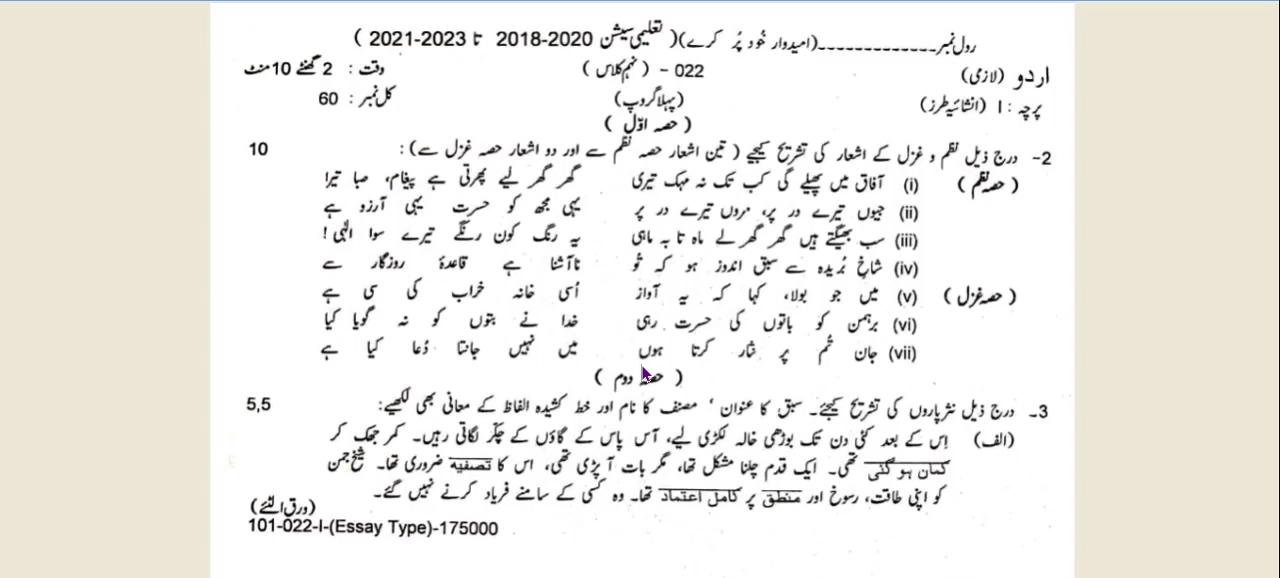 رول نمبر_____________(امیدوار خود پُر کرے)( تعلیمی سیشن 2020-2018 تا 2023-2021 )
اردو (لازمی) 022 - (نہم کلاس) وقت : 2 گھنٹے 10 منٹ
پرچہ : I (انشائیہ طرز) (پہلا گروپ) کل نمبر : 60
( حصہ اوّل )
2- درج ذیل نظم و غزل کے اشعار کی تشریح کیجیے ( تین اشعار حصہ نظم سے اور دو اشعار حصہ غزل سے) : 10
( حصہ نظم ) (i) آفاق میں پھیلے گی کب تک نہ مہک تیری گھر گھر لیے پھرتی ہے پیغام، صبا تیرا
(ii) جیوں تیرے در پر، مروں تیرے در پر یہی مجھ کو حسرت یہی آرزو ہے
(iii) سب بھیگتے ہیں گھر گھر لے ماہ تا بہ ماہی یہ رنگ کون رنگے تیرے سوا الٰہی !
(iv) شاخِ بُریدہ سے سبق اندوز ہو کہ تُو ناآشنا ہے قاعدۂ روزگار سے
( حصہ غزل ) (v) میں جو بولا، کہا کہ یہ آواز اُسی خانہ خراب کی سی ہے
(vi) برہمن کو باتوں کی حسرت رہی خدا نے بتوں کو نہ گویا کیا
(vii) جان تُم پر نثار کرتا ہوں میں نہیں جانتا دُعا کیا ہے
( حصہ دوم )
3۔ درج ذیل نثرپاروں کی تشریح کیجئے۔ سبق کا عنوان ' مصنف کا نام اور خط کشیدہ الفاظ کے معانی بھی لکھیے: 5,5
(الف) اِس کے بعد کئی دن تک بوڑھی خالہ لکڑی لیے، آس پاس کے گاؤں کے چکّر لگاتی رہیں۔ کمر جھک کر
کمان ہو گئی تھی۔ ایک قدم چلنا مشکل تھا، مگر بات آ پڑی تھی، اس کا تصفیہ ضروری تھا۔ شیخ جمن
کو اپنی طاقت، رسوخ اور منطق پر کامل اعتماد تھا۔ وہ کسی کے سامنے فریاد کرنے نہیں گئے۔
(ورق الٹئے)
101-022-I-(Essay Type)-175000